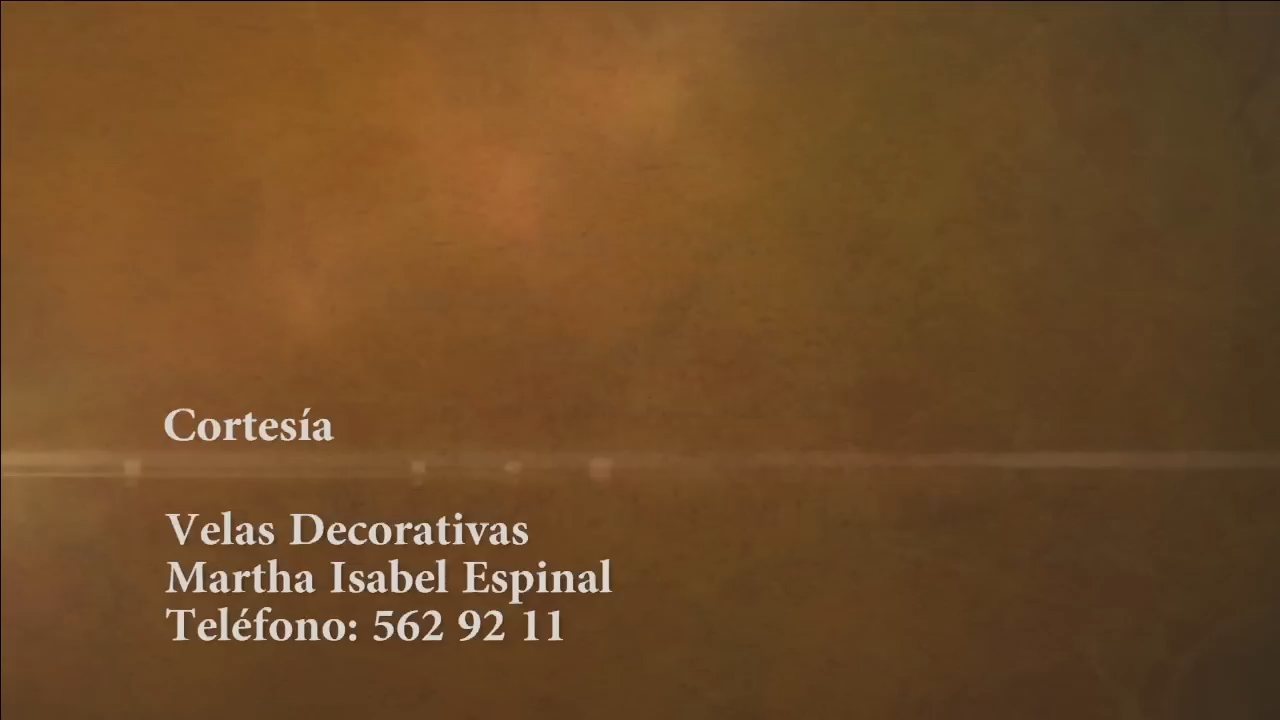 Cortesía
Velas Decorativas
Martha Isabel Espinal
Teléfono: 562 92 11